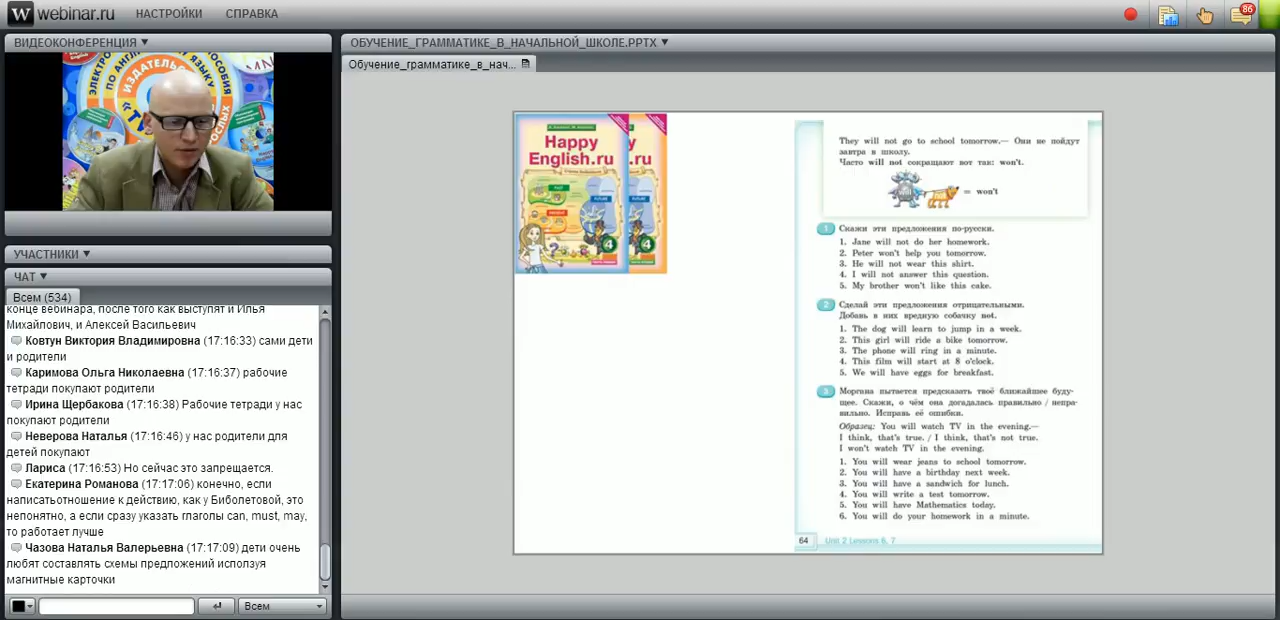 W webinar.ru НАСТРОЙКИ СПРАВКА 86
ВИДЕОКОНФЕРЕНЦИЯ
ИЗДАТЕЛЬСТВО
УЧАСТНИКИ
ЧАТ
Всем (534)
конце вебинара, после того как выступят и Илья
Михайлович, и Алексей Васильевич
Ковтун Виктория Владимировна (17:16:33) сами дети
и родители
Каримова Ольга Николаевна (17:16:37) рабочие
тетради покупают родители
Ирина Щербакова (17:16:38) Рабочие тетради у нас
покупают родители
Неверова Наталья (17:16:46) у нас родители для
детей покупают
Лариса (17:16:53) Но сейчас это запрещается.
Екатерина Романова (17:17:06) конечно, если
написатьотношение к действию, как у Биболетовой, это
непонятно, а если сразу указать глаголы can, must, may,
то работает лучше
Чазова Наталья Валерьевна (17:17:09) дети очень
любят составлять схемы предложений исползуя
магнитные карточки
Всем
ОБУЧЕНИЕ_ГРАММАТИКЕ_В_НАЧАЛЬНОЙ_ШКОЛЕ.PPTX
Обучение_грамматике_в_нач...
Happy
English.ru
4
y
.ru
4
They will not go to school tomorrow.— Они не пойдут
завтра в школу.
Часто will not сокращают вот так: won't.
= won't
1 Скажи эти предложения по-русски.
1. Jane will not do her homework.
2. Peter won't help you tomorrow.
3. He will not wear this shirt.
4. I will not answer this question.
5. My brother won't like this cake.
2 Сделай эти предложения отрицательными.
Добавь в них вредную собачку not.
1. The dog will learn to jump in a week.
2. This girl will ride a bike tomorrow.
3. The phone will ring in a minute.
4. This film will start at 8 o'clock.
5. We will have eggs for breakfast.
3 Моргана пытается предсказать твоё ближайшее буду-
щее. Скажи, о чём она догадалась правильно / непра-
вильно. Исправь её ошибки.
Образец: You will watch TV in the evening.—
I think, that's true. / I think, that's not true.
I won't watch TV in the evening.
1. You will wear jeans to school tomorrow.
2. You will have a birthday next week.
3. You will have a sandwich for lunch.
4. You will write a test tomorrow.
5. You will have Mathematics today.
6. You will do your homework in a minute.
64 Unit 2 Lessons 6, 7